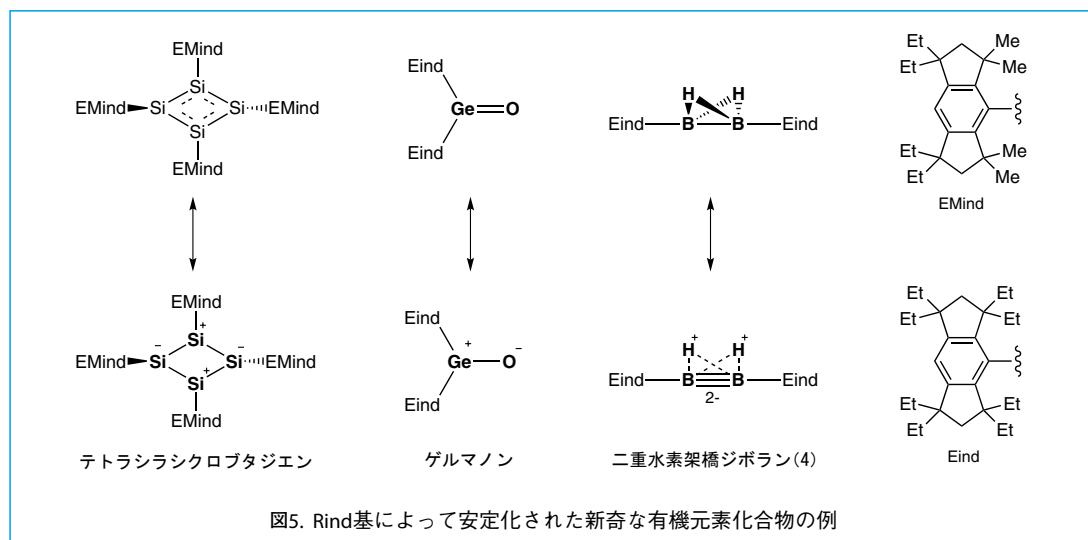 EMind
Si
EMind Si Si EMind
Si
EMind
EMind
Si +
EMind Si − Si − EMind
Si +
EMind
テトラシラシクロブタジエン
Eind
Ge O
Eind
Eind
Ge + O −
Eind
ゲルマノン
H H
Eind B B Eind
H + H +
Eind B B Eind
2-
二重水素架橋ジボラン(4)
Et Me
Et Me
Et Me
Et Me
EMind
Et Et
Et Et
Et Et
Et Et
Eind
図5. Rind基によって安定化された新奇な有機元素化合物の例